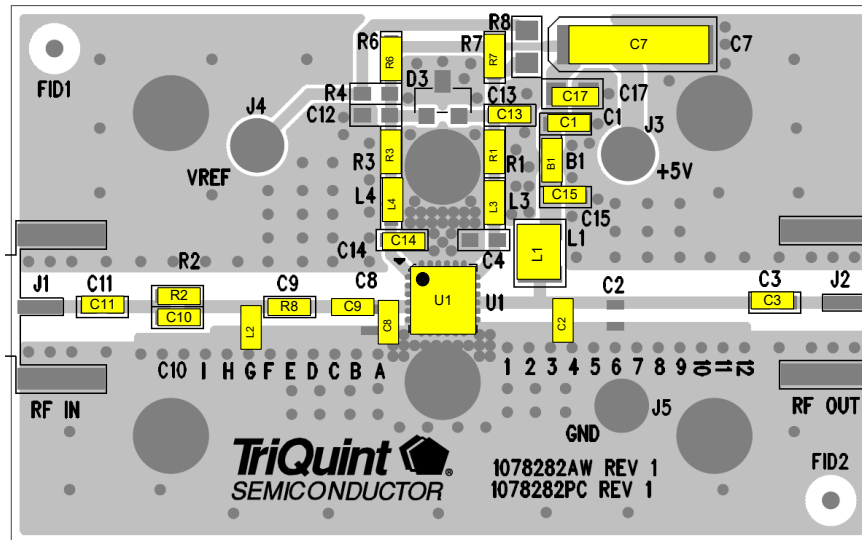 R8
R6
R6
R7
R7
C7
C7
FID1
D3
J4
R4
C12
C13
C13
C17
C17
C1
C1
J3
R3
R3
R1
R1
B1
B1
VREF
+5V
L4
L4
L3
L3
C15
C15
C14
C14
C4
L1
L1
R2
J1
C11
C11
R2
C10
C9
R8
C8
C9
C8
L2
U1
U1
C2
C2
C3
C3
J2
C10 I H G F E D C B A
1 2 3 4 5 6 7 8 9 10 11 12
RF IN
J5
RF OUT
GND
TriQuint
SEMICONDUCTOR
1078282AW REV 1
1078282PC REV 1
FID2